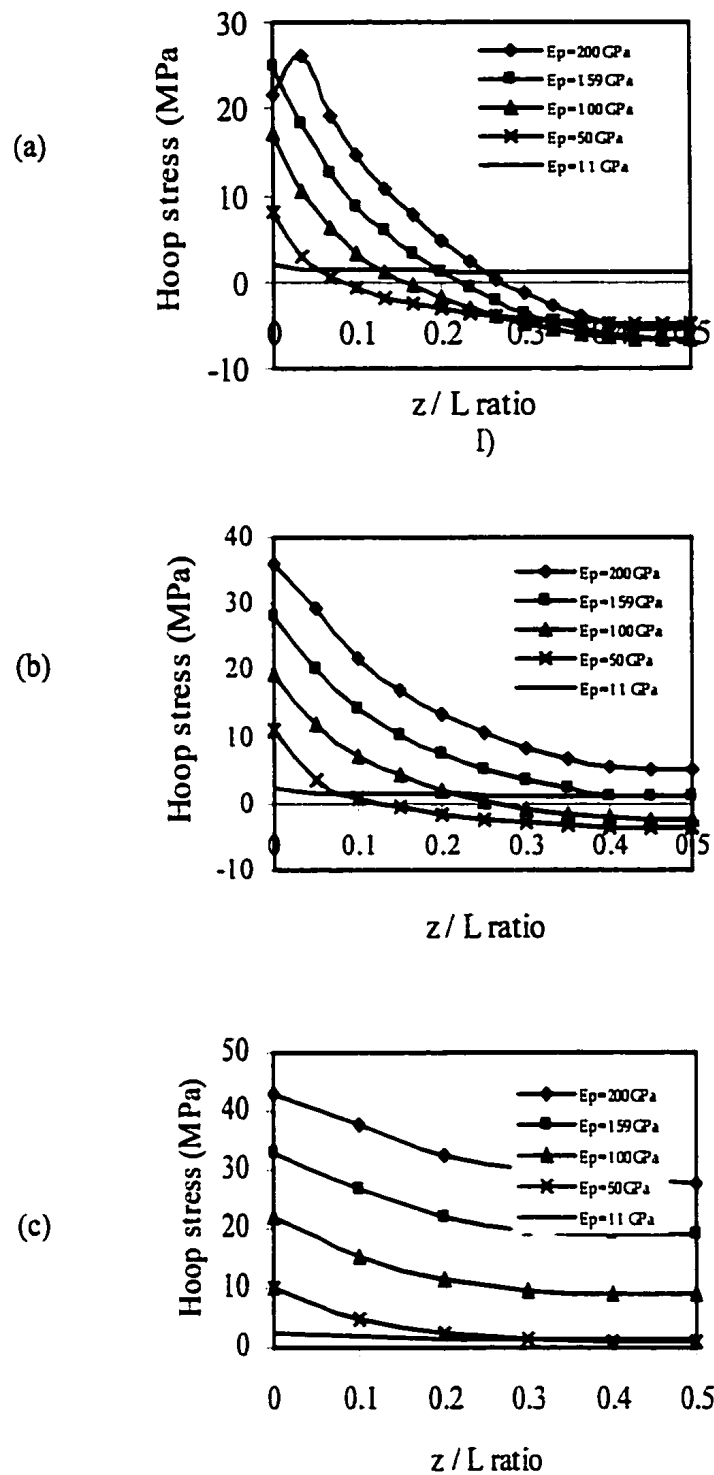 (a)
Hoop stress (MPa
30
20
10
0
-10
Ep=200GPa
Ep=159GPa
Ep=100GPa
Ep=50GPa
Ep=11GPa
0 0.1 0.2 0.3 0.4 0.5
z / L ratio
I)
(b)
Hoop stress (MPa)
40
30
20
10
0
-10
Ep=200GPa
Ep=159GPa
Ep=100GPa
Ep=50GPa
Ep=11GPa
0 0.1 0.2 0.3 0.4 0.5
z / L ratio
(c)
Hoop stress (MPa)
50
40
30
20
10
0
Ep=200GPa
Ep=159GPa
Ep=100GPa
Ep=50GPa
Ep=11GPa
0 0.1 0.2 0.3 0.4 0.5
z / L ratio